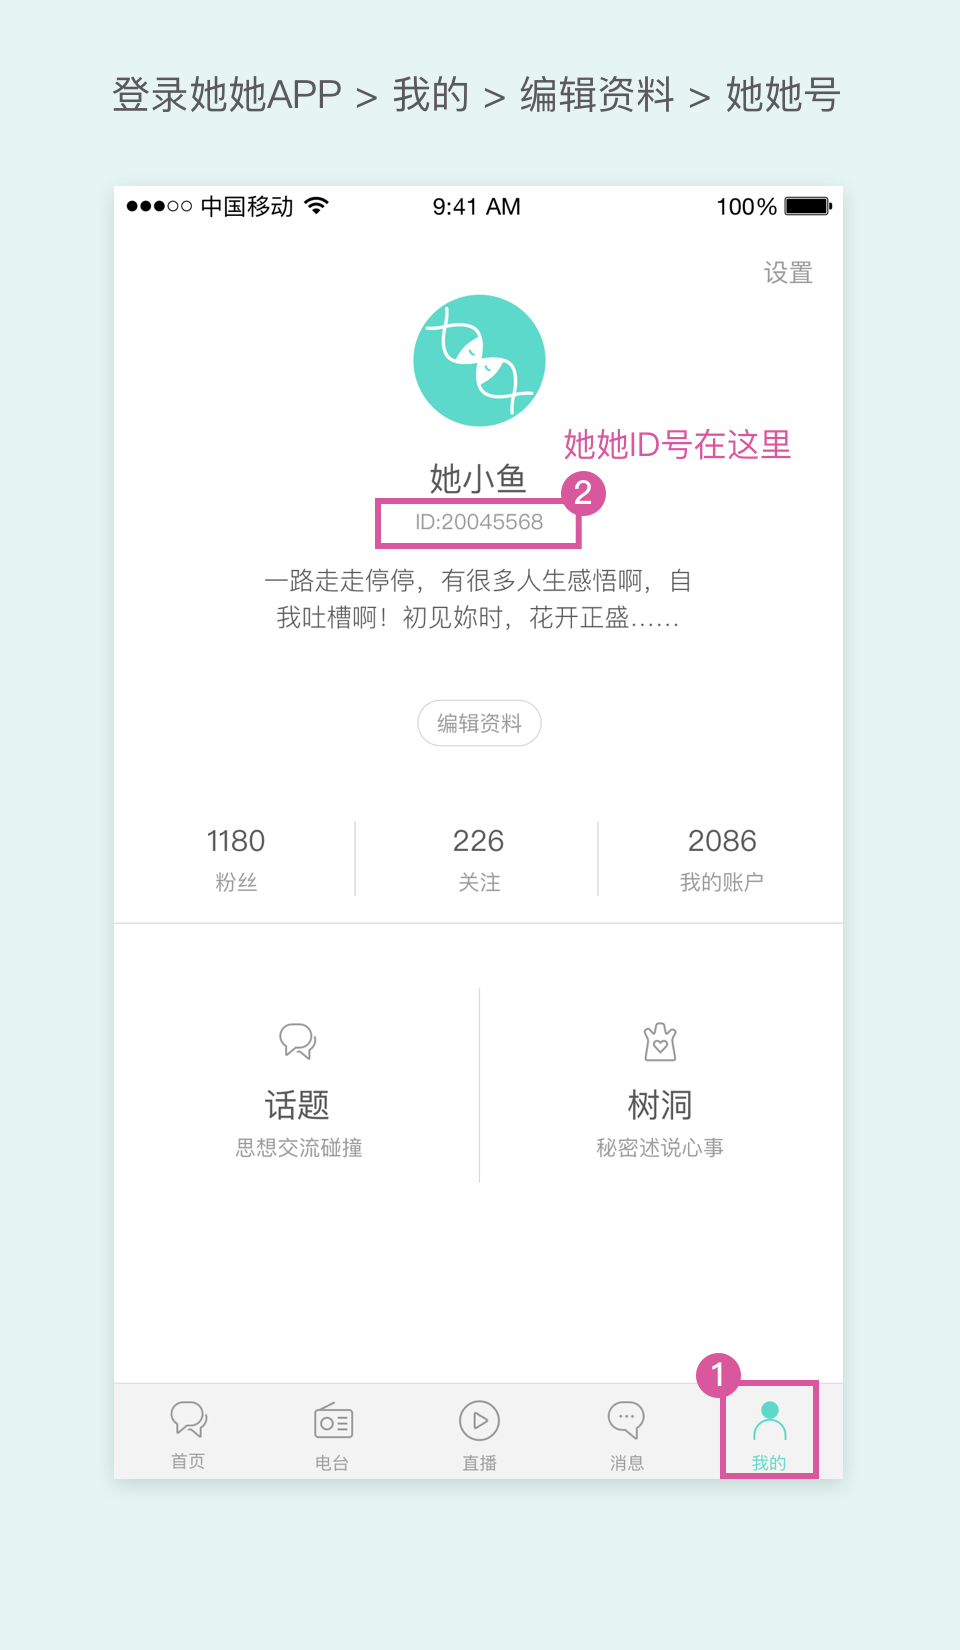 登录她她APP > 我的 > 编辑资料 > 她她号
中国移动 9:41 AM 100%
设置
她她ID号在这里
她小鱼
2
ID:20045568
一路走走停停，有很多人生感悟啊，自
我吐槽啊！初见妳时，花开正盛……
编辑资料
1180 226 2086
粉丝 关注 我的账户
话题 树洞
思想交流碰撞 秘密述说心事
1
首页 电台 直播 消息 我的